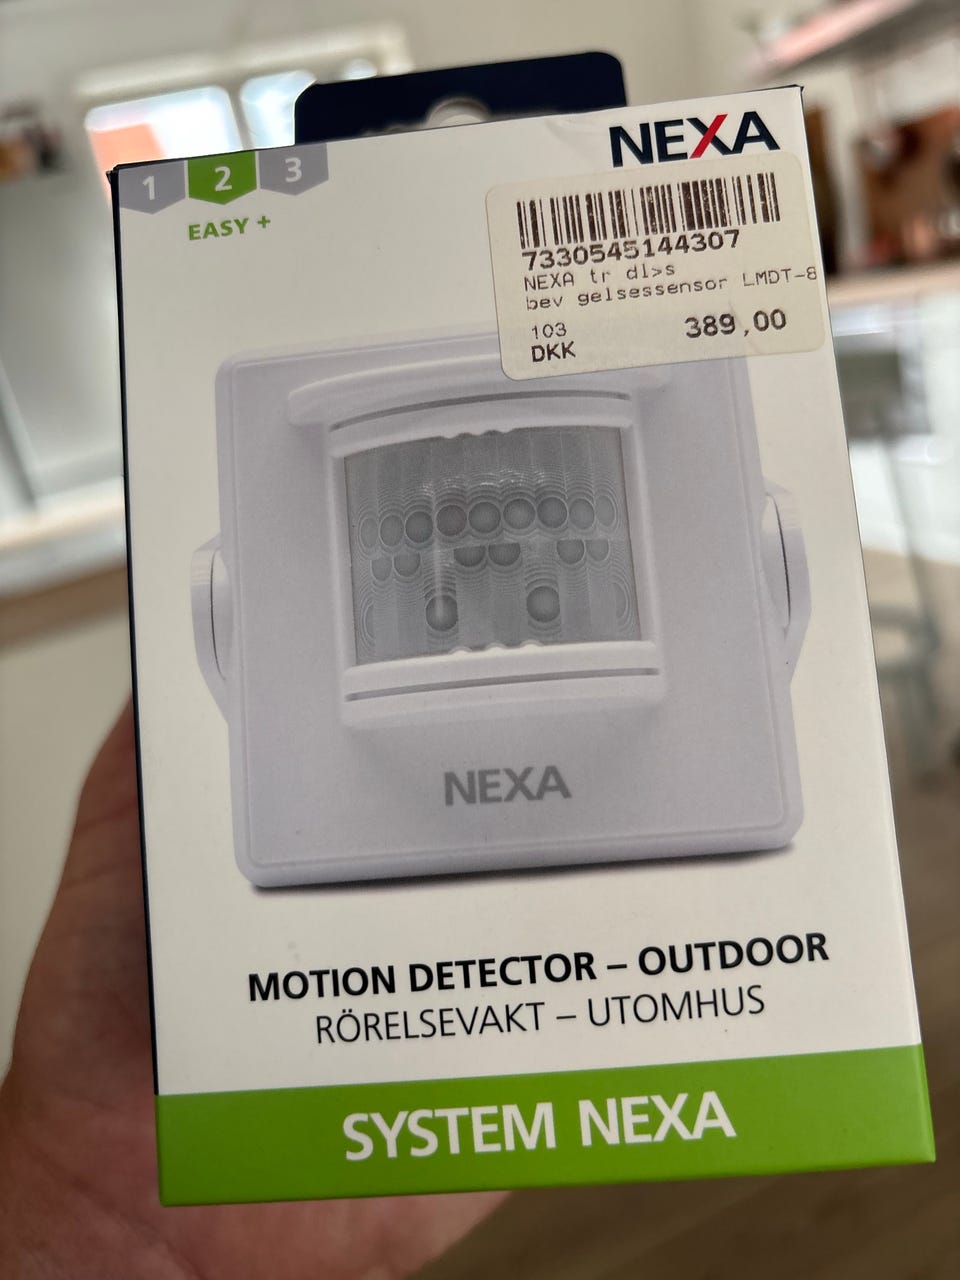 NEXA
1 2 3
EASY +
7330545144307
NEXA tr dl>s
bev gelsessensor LMDT-8
103
389,00
DKK
NEXA
MOTION DETECTOR – OUTDOOR
RÖRELSEVAKT – UTOMHUS
SYSTEM NEXA